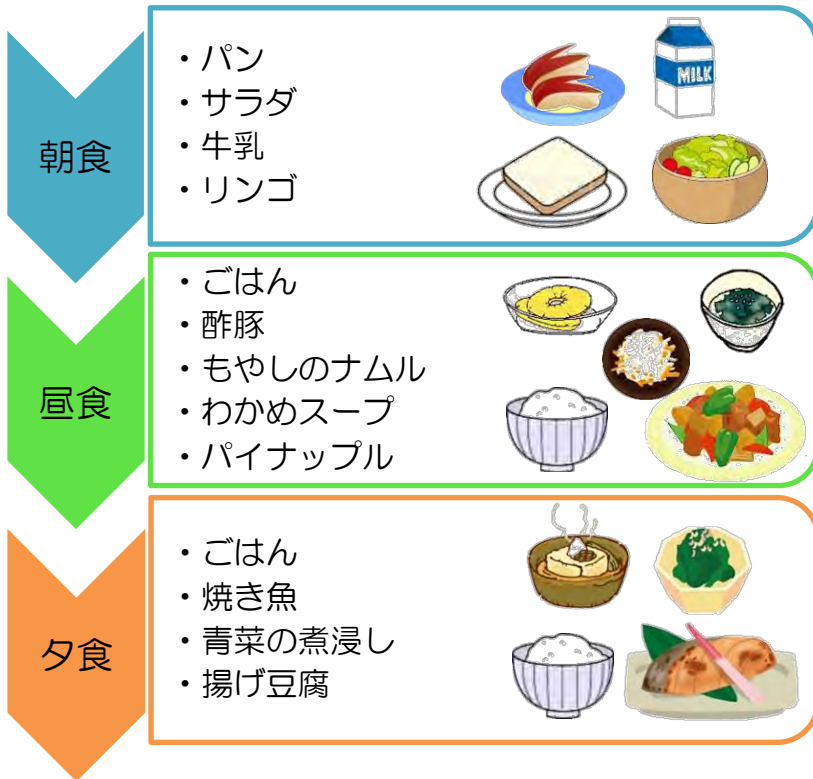 朝食
・パン
・サラダ
・牛乳
・リンゴ
MILK
昼食
・ごはん
・酢豚
・もやしのナムル
・わかめスープ
・パイナップル
夕食
・ごはん
・焼き魚
・青菜の煮浸し
・揚げ豆腐